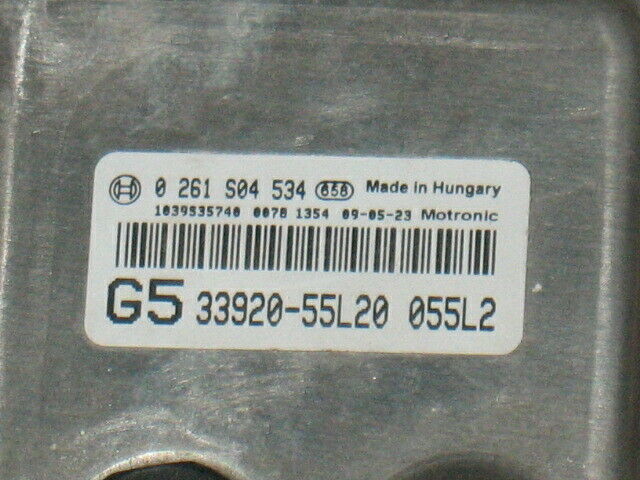 0 261 S04 534 658 Made in Hungary
1039S35740 0078 1354 09-05-23 Motronic
G5 33920-55L20 055L2